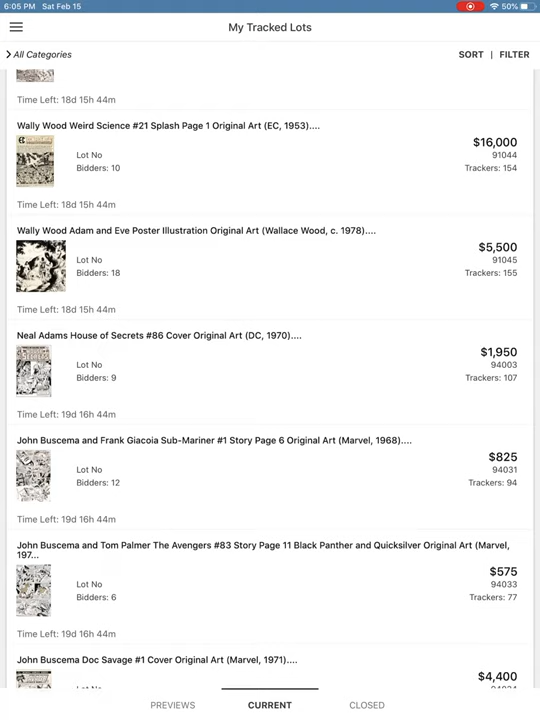 6:05 PM Sat Feb 15
50%
My Tracked Lots
All Categories
SORT | FILTER
Time Left: 18d 15h 44m
Wally Wood Weird Science #21 Splash Page 1 Original Art (EC, 1953)....
$16,000
Lot No
91044
Bidders: 10
Trackers: 154
Time Left: 18d 15h 44m
Wally Wood Adam and Eve Poster Illustration Original Art (Wallace Wood, c. 1978)....
$5,500
Lot No
91045
Bidders: 18
Trackers: 155
Time Left: 18d 15h 44m
Neal Adams House of Secrets #86 Cover Original Art (DC, 1970)....
$1,950
Lot No
94003
Bidders: 9
Trackers: 107
Time Left: 19d 16h 44m
John Buscema and Frank Giacoia Sub-Mariner #1 Story Page 6 Original Art (Marvel, 1968)....
$825
Lot No
94031
Bidders: 12
Trackers: 94
Time Left: 19d 16h 44m
John Buscema and Tom Palmer The Avengers #83 Story Page 11 Black Panther and Quicksilver Original Art (Marvel,
197...
$575
Lot No
94033
Bidders: 6
Trackers: 77
Time Left: 19d 16h 44m
John Buscema Doc Savage #1 Cover Original Art (Marvel, 1971)....
$4,400
PREVIEWS
CURRENT
CLOSED